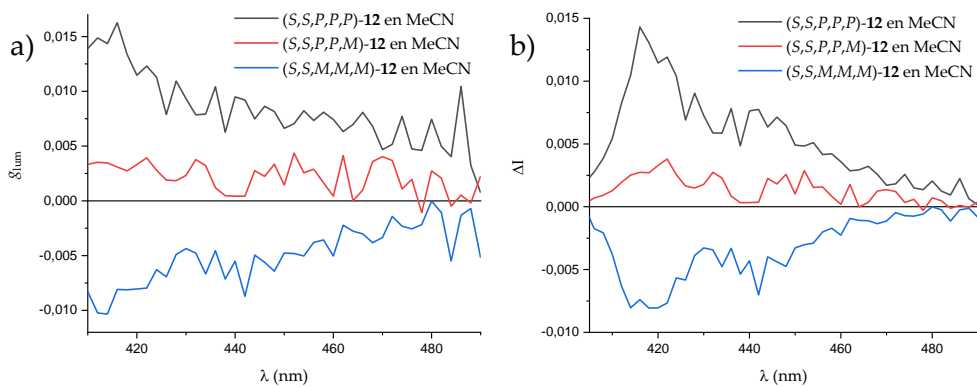 a)
(S,S,P,P,P)-12 en MeCN
(S,S,P,P,M)-12 en MeCN
(S,S,M,M,M)-12 en MeCN
0,015
0,010
0,005
0,000
-0,005
-0,010
glum
420
440
460
480
λ (nm)
b)
(S,S,P,P,P)-12 en MeCN
(S,S,P,P,M)-12 en MeCN
(S,S,M,M,M)-12 en MeCN
0,015
0,010
0,005
0,000
-0,005
-0,010
ΔI
420
440
460
480
λ (nm)